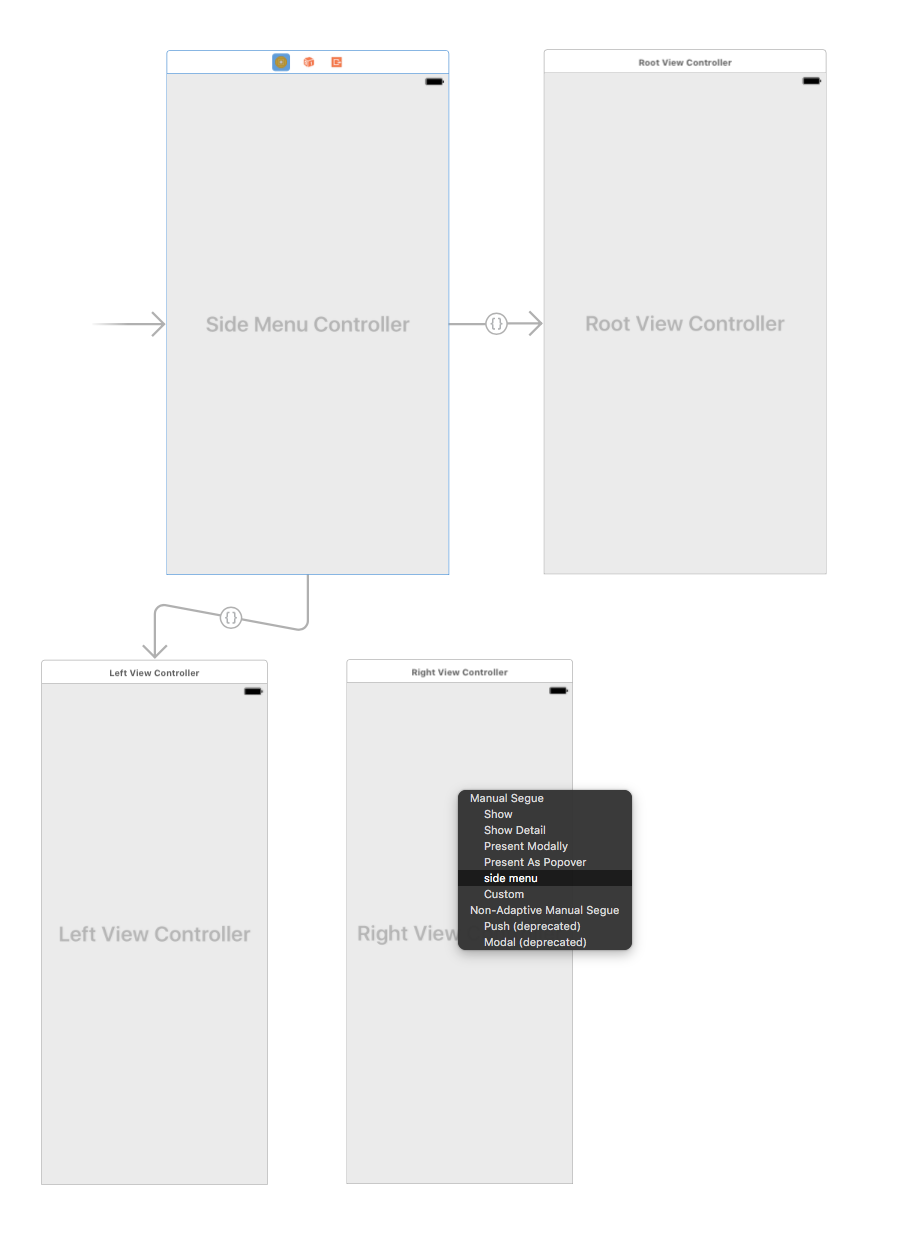 Root View Controller
Side Menu Controller
{}
Root View Controller
{}
Left View Controller
Right View Controller
Manual Segue
Show
Show Detail
Present Modally
Present As Popover
side menu
Custom
Non-Adaptive Manual Segue
Push (deprecated)
Modal (deprecated)
Left View Controller
Right View